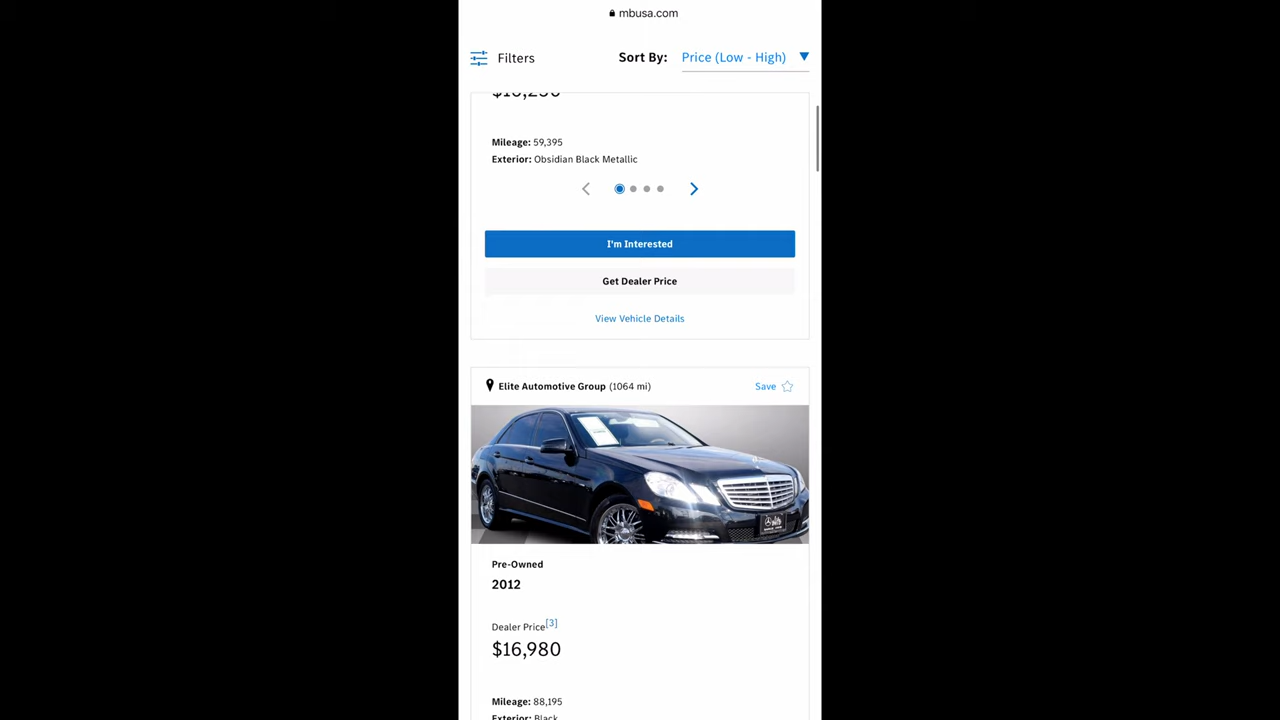 mbusa.com
Filters
Sort By: Price (Low - High)
Mileage: 59,395
Exterior: Obsidian Black Metallic
I'm Interested
Get Dealer Price
View Vehicle Details
Elite Automotive Group (1064 mi)
Save
Pre-Owned
2012
Dealer Price[3]
$16,980
Mileage: 88,195
Exterior: Black